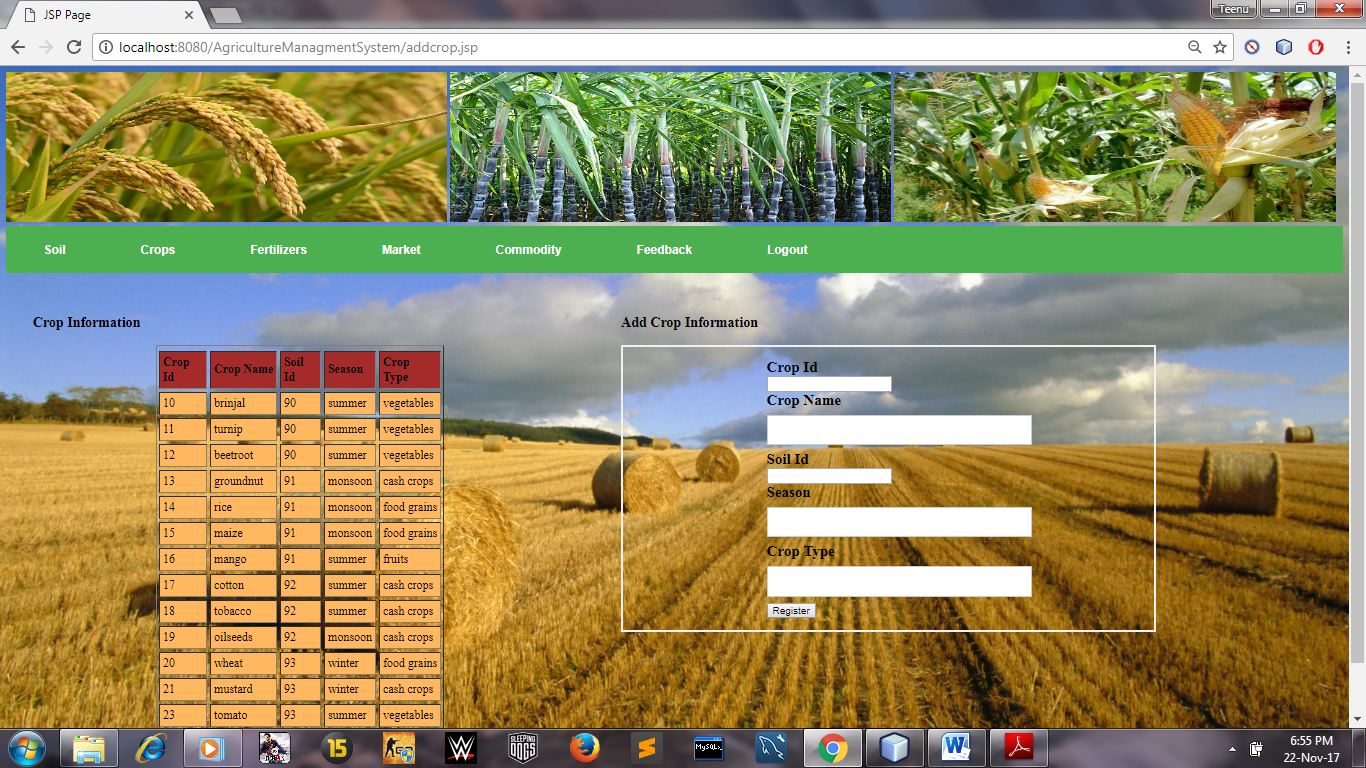 JSP Page
Teenu
localhost:8080/AgricultureManagmentSystem/addcrop.jsp
Soil Crops Fertilizers Market Commodity Feedback Logout
Crop Information
Crop Id Crop Name Soil Id Season Crop Type
10 brinjal 90 summer vegetables
11 turnip 90 summer vegetables
12 beetroot 90 summer vegetables
13 groundnut 91 monsoon cash crops
14 rice 91 monsoon food grains
15 maize 91 monsoon food grains
16 mango 91 summer fruits
17 cotton 92 summer cash crops
18 tobacco 92 summer cash crops
19 oilseeds 92 monsoon cash crops
20 wheat 93 winter food grains
21 mustard 93 winter cash crops
23 tomato 93 summer vegetables
Add Crop Information
Crop Id
Crop Name
Soil Id
Season
Crop Type
Register
15
SLEEPING
DOGS
MySQL
6:55 PM
22-Nov-17